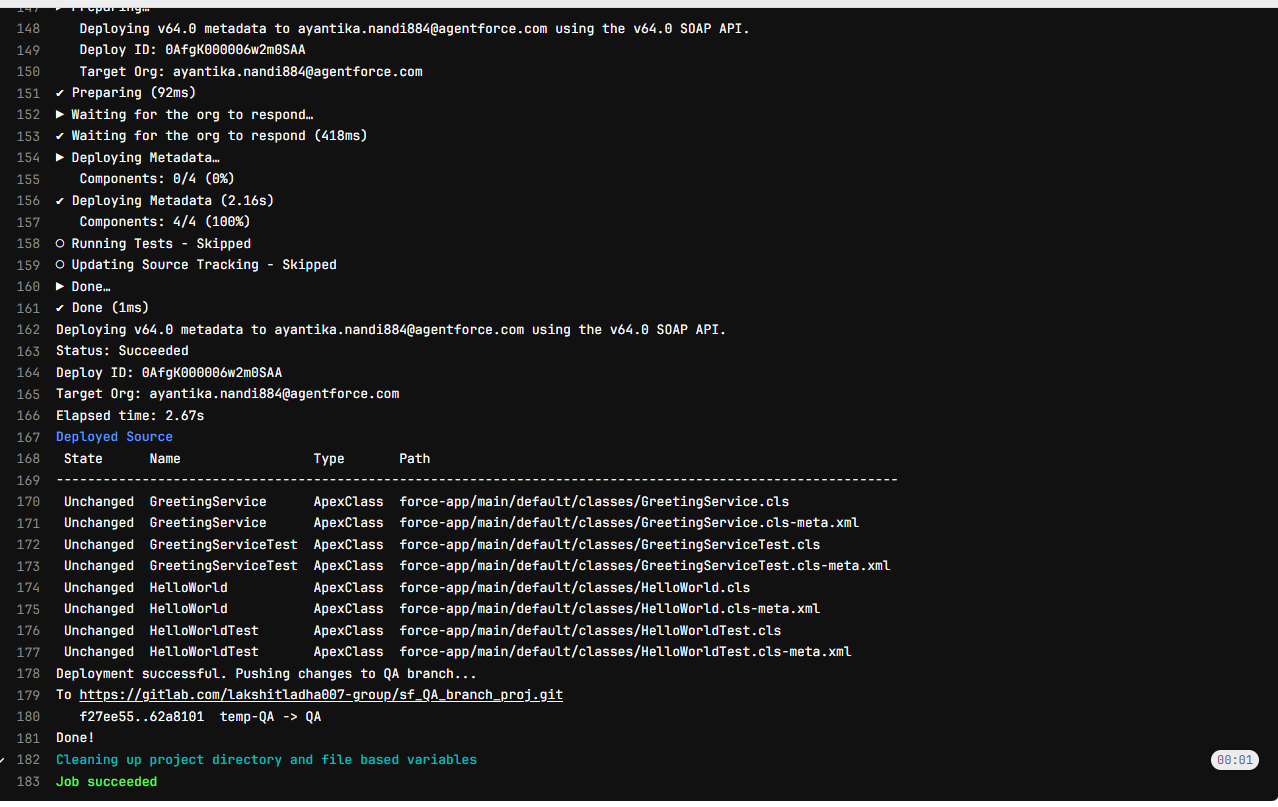 147 ▶ Preparing…
148 Deploying v64.0 metadata to ayantika.nandi884@agentforce.com using the v64.0 SOAP API.
149 Deploy ID: 0AfgK000006w2m0SAA
150 Target Org: ayantika.nandi884@agentforce.com
151 ✔ Preparing (92ms)
152 ▶ Waiting for the org to respond…
153 ✔ Waiting for the org to respond (418ms)
154 ▶ Deploying Metadata…
155 Components: 0/4 (0%)
156 ✔ Deploying Metadata (2.16s)
157 Components: 4/4 (100%)
158 ○ Running Tests - Skipped
159 ○ Updating Source Tracking - Skipped
160 ▶ Done…
161 ✔ Done (1ms)
162 Deploying v64.0 metadata to ayantika.nandi884@agentforce.com using the v64.0 SOAP API.
163 Status: Succeeded
164 Deploy ID: 0AfgK000006w2m0SAA
165 Target Org: ayantika.nandi884@agentforce.com
166 Elapsed time: 2.67s
167 Deployed Source
168 State Name Type Path
169 ------------------------------------------------------------------------------------------------------------
170 Unchanged GreetingService ApexClass force-app/main/default/classes/GreetingService.cls
171 Unchanged GreetingService ApexClass force-app/main/default/classes/GreetingService.cls-meta.xml
172 Unchanged GreetingServiceTest ApexClass force-app/main/default/classes/GreetingServiceTest.cls
173 Unchanged GreetingServiceTest ApexClass force-app/main/default/classes/GreetingServiceTest.cls-meta.xml
174 Unchanged HelloWorld ApexClass force-app/main/default/classes/HelloWorld.cls
175 Unchanged HelloWorld ApexClass force-app/main/default/classes/HelloWorld.cls-meta.xml
176 Unchanged HelloWorldTest ApexClass force-app/main/default/classes/HelloWorldTest.cls
177 Unchanged HelloWorldTest ApexClass force-app/main/default/classes/HelloWorldTest.cls-meta.xml
178 Deployment successful. Pushing changes to QA branch...
179 To https://gitlab.com/lakshitladha007-group/sf_QA_branch_proj.git
180 f27ee55..62a8101 temp-QA -> QA
181 Done!
182 Cleaning up project directory and file based variables 00:01
183 Job succeeded